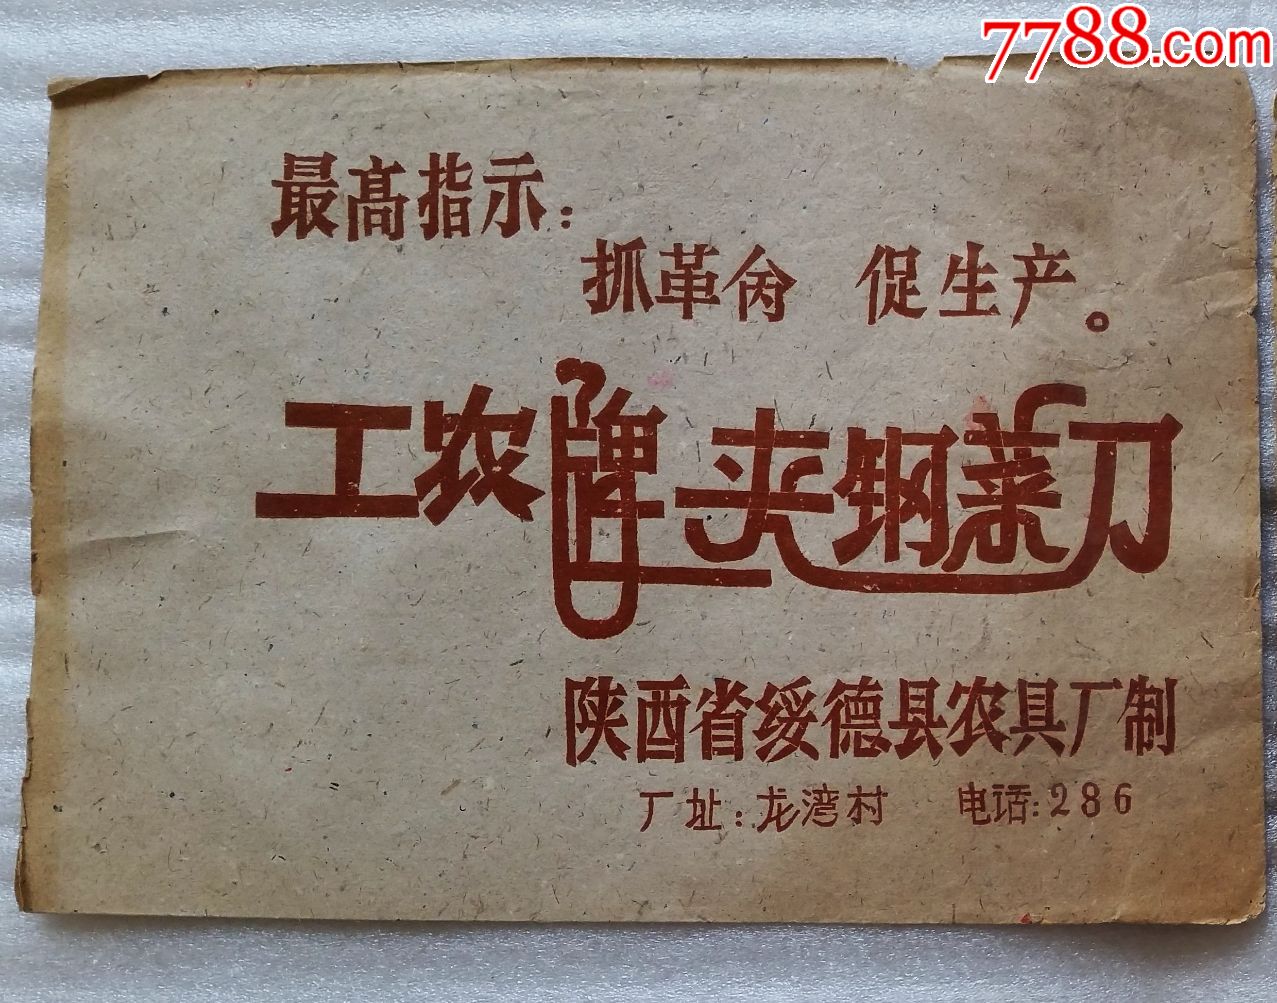 7788.com
最高指示:
抓革命 促生产。
工农牌夹钢菜刀
陕西省绥德县农具厂制
厂址:龙湾村 电话:286